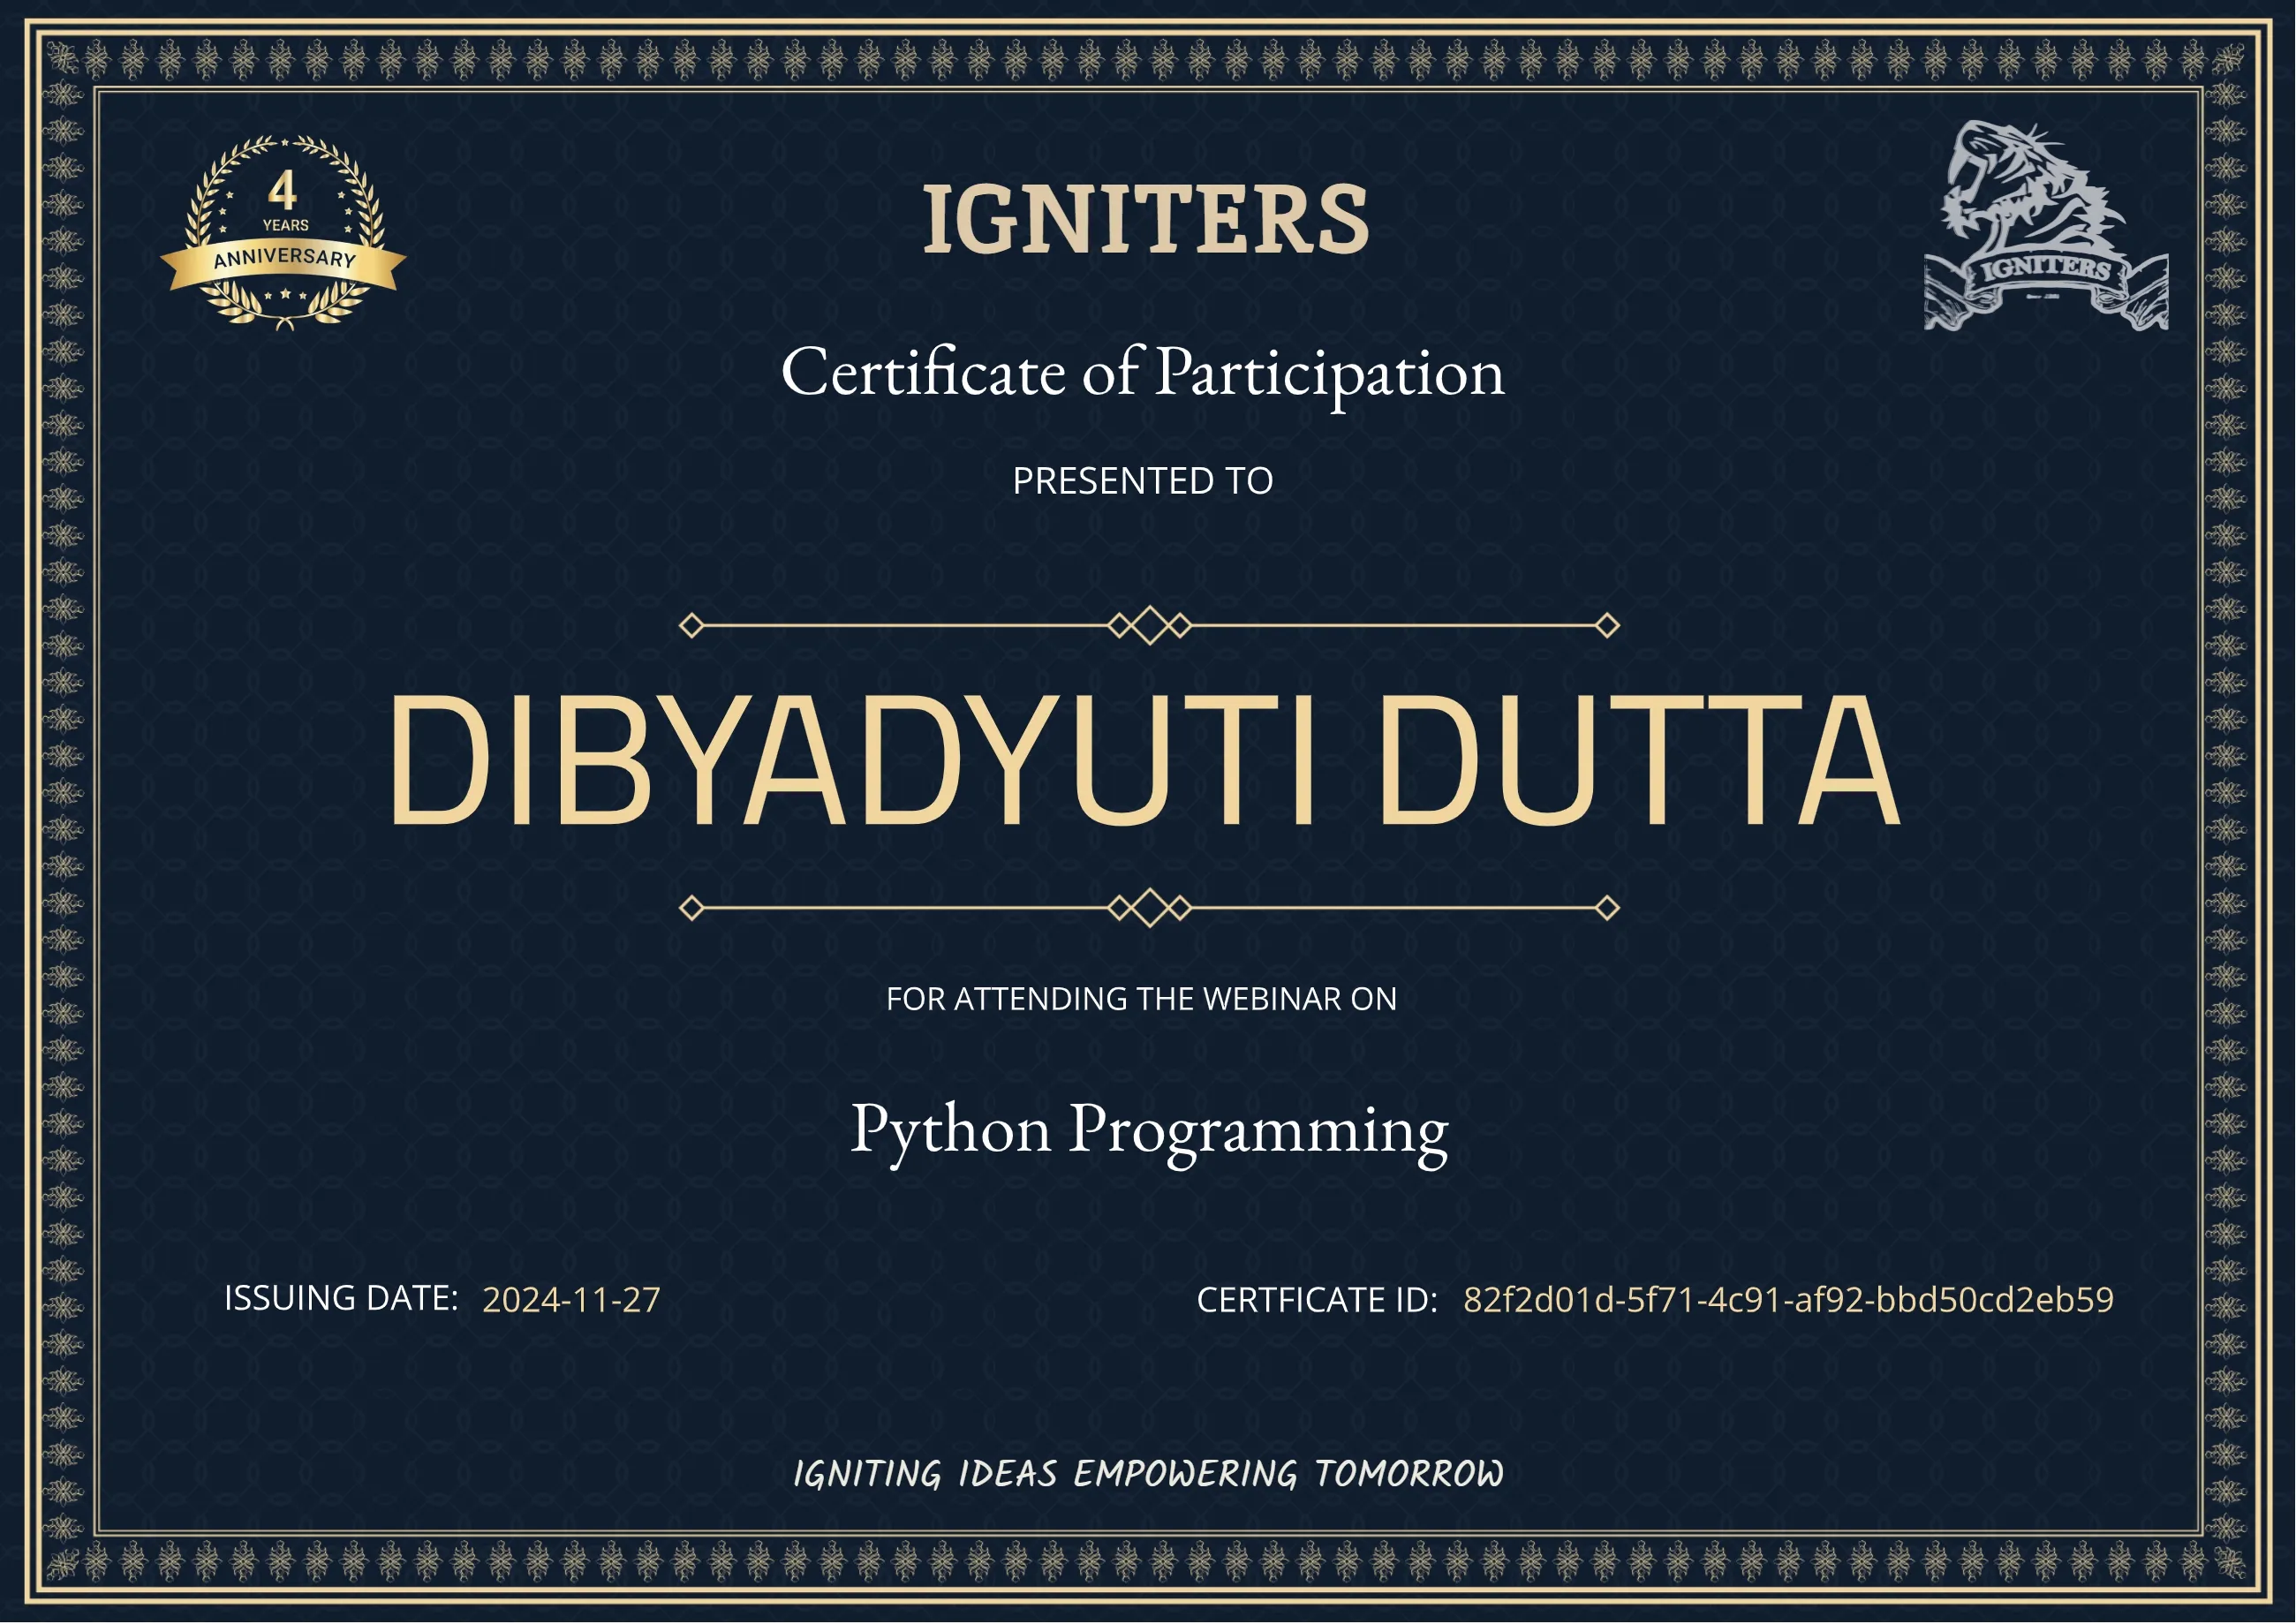 4
YEARS
ANNIVERSARY
IGNITERS
IGNITERS
Certificate of Participation
PRESENTED TO
DIBYADYUTI DUTTA
FOR ATTENDING THE WEBINAR ON
Python Programming
ISSUING DATE: 2024-11-27
CERTFICATE ID: 82f2d01d-5f71-4c91-af92-bbd50cd2eb59
IGNITING IDEAS EMPOWERING TOMORROW